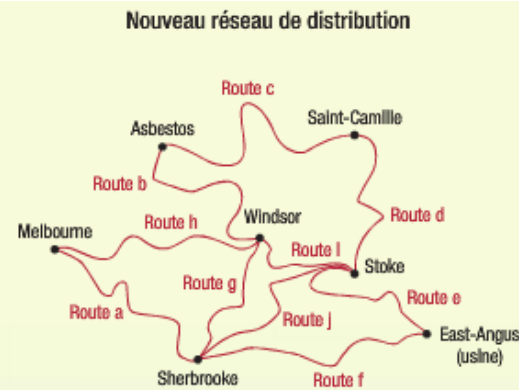 Nouveau réseau de distribution
Route c
Saint-Camille
Asbestos
Route b
Route d
Melbourne
Route h
Windsor
Route i
Stoke
Route g
Route a
Route j
Route e
East-Angus
(usine)
Sherbrooke
Route f